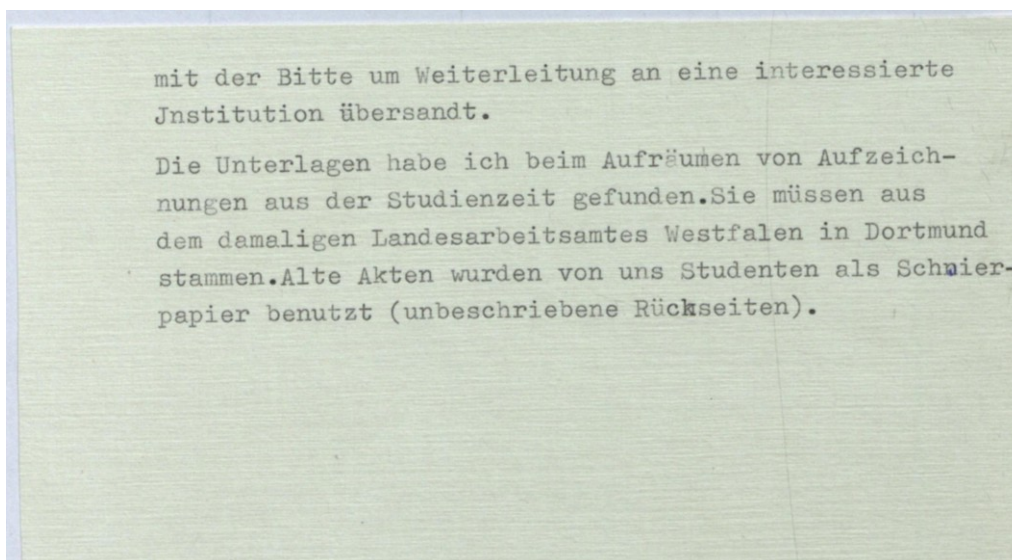 mit der Bitte um Weiterleitung an eine interessierte
Jnstitution übersandt.
Die Unterlagen habe ich beim Aufräumen von Aufzeich-
nungen aus der Studienzeit gefunden.Sie müssen aus
dem damaligen Landesarbeitsamtes Westfalen in Dortmund
stammen.Alte Akten wurden von uns Studenten als Schmier-
papier benutzt (unbeschriebene Rückseiten).